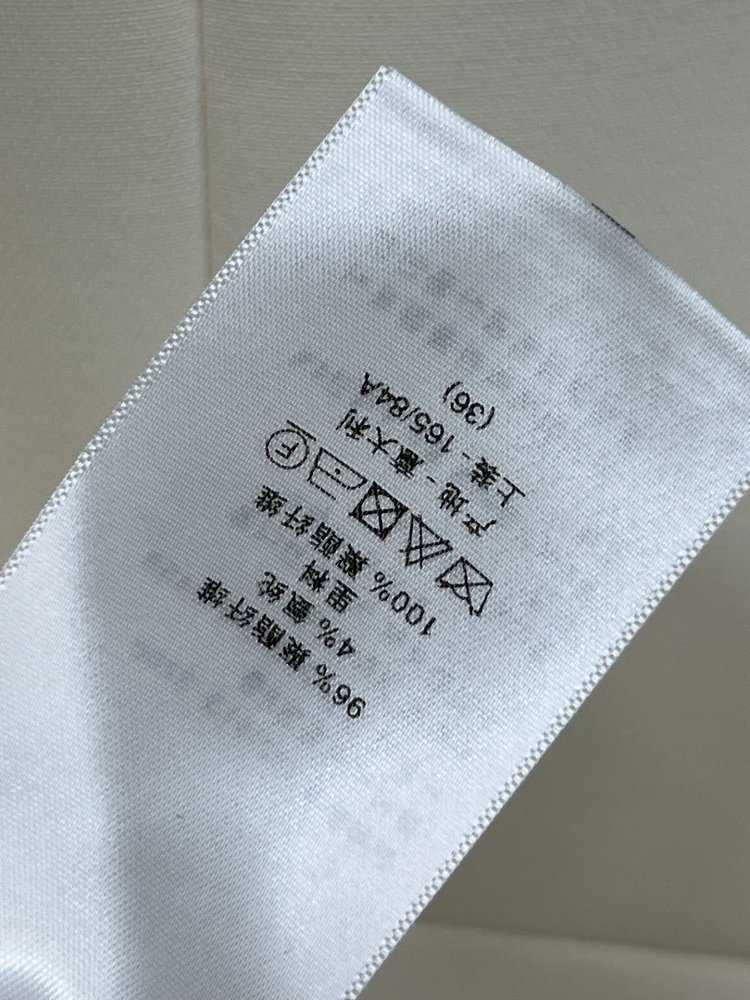 96% 聚酯纤维
4% 氨纶
里料
100% 聚酯纤维
F
产地 - 意大利
上装 - 165/84A
(36)